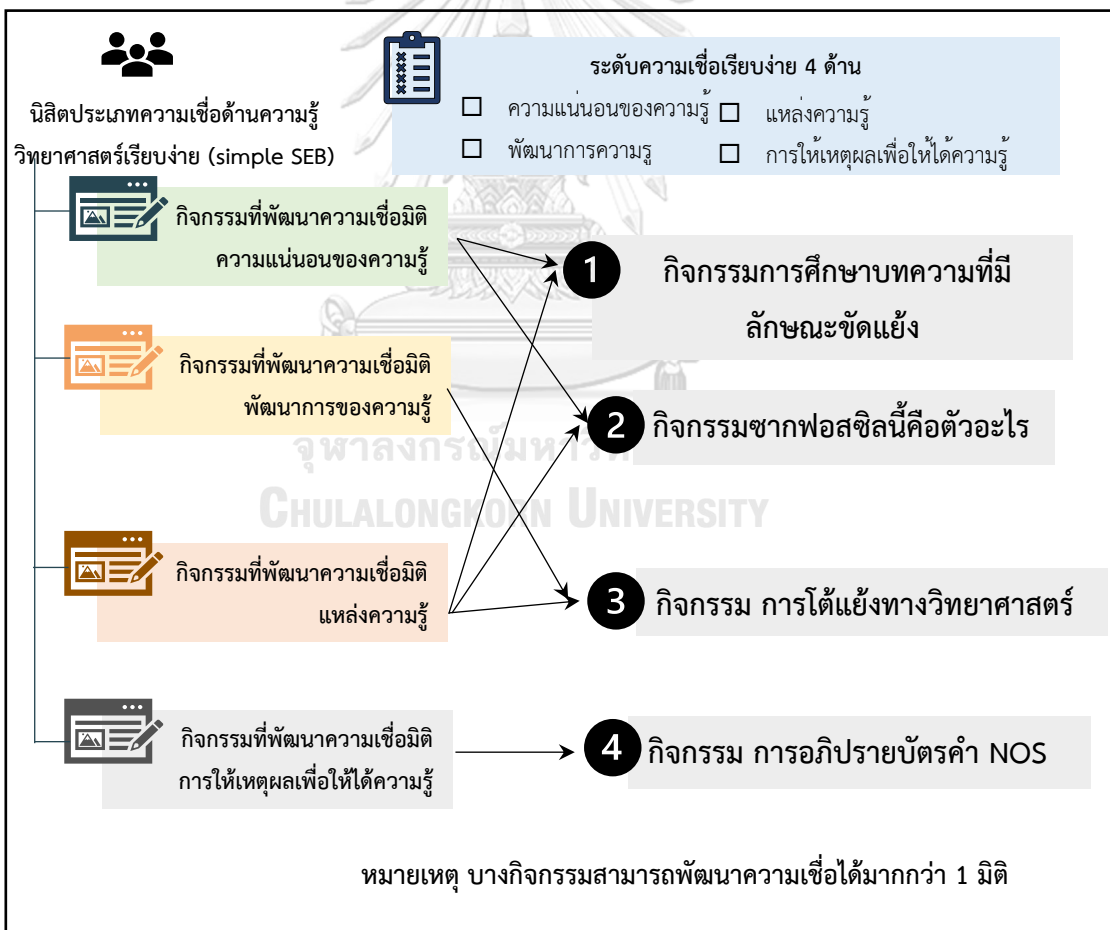 นิสิตประเภทความเชื่อด้านความรู้
วิทยาศาสตร์เรียบง่าย (simple SEB)
ระดับความเชื่อเรียบง่าย 4 ด้าน
ความแน่นอนของความรู้
แหล่งความรู้
พัฒนาการความรู
การให้เหตุผลเพื่อให้ได้ความรู้
กิจกรรมที่พัฒนาความเชื่อมิติ
ความแน่นอนของความรู้
1 กิจกรรมการศึกษาบทความที่มี
ลักษณะขัดแย้ง
กิจกรรมที่พัฒนาความเชื่อมิติ
พัฒนาการของความรู้
2 กิจกรรมซากฟอสซิลนี้คือตัวอะไร
จุฬาลงกรณ์มหาวิ
CHULALONGKORN UNIVERSITY
กิจกรรมที่พัฒนาความเชื่อมิติ
แหล่งความรู้
3 กิจกรรม การโต้แย้งทางวิทยาศาสตร์
กิจกรรมที่พัฒนาความเชื่อมิติ
การให้เหตุผลเพื่อให้ได้ความรู้
4 กิจกรรม การอภิปรายบัตรคำ NOS
หมายเหตุ บางกิจกรรมสามารถพัฒนาความเชื่อได้มากกว่า 1 มิติ